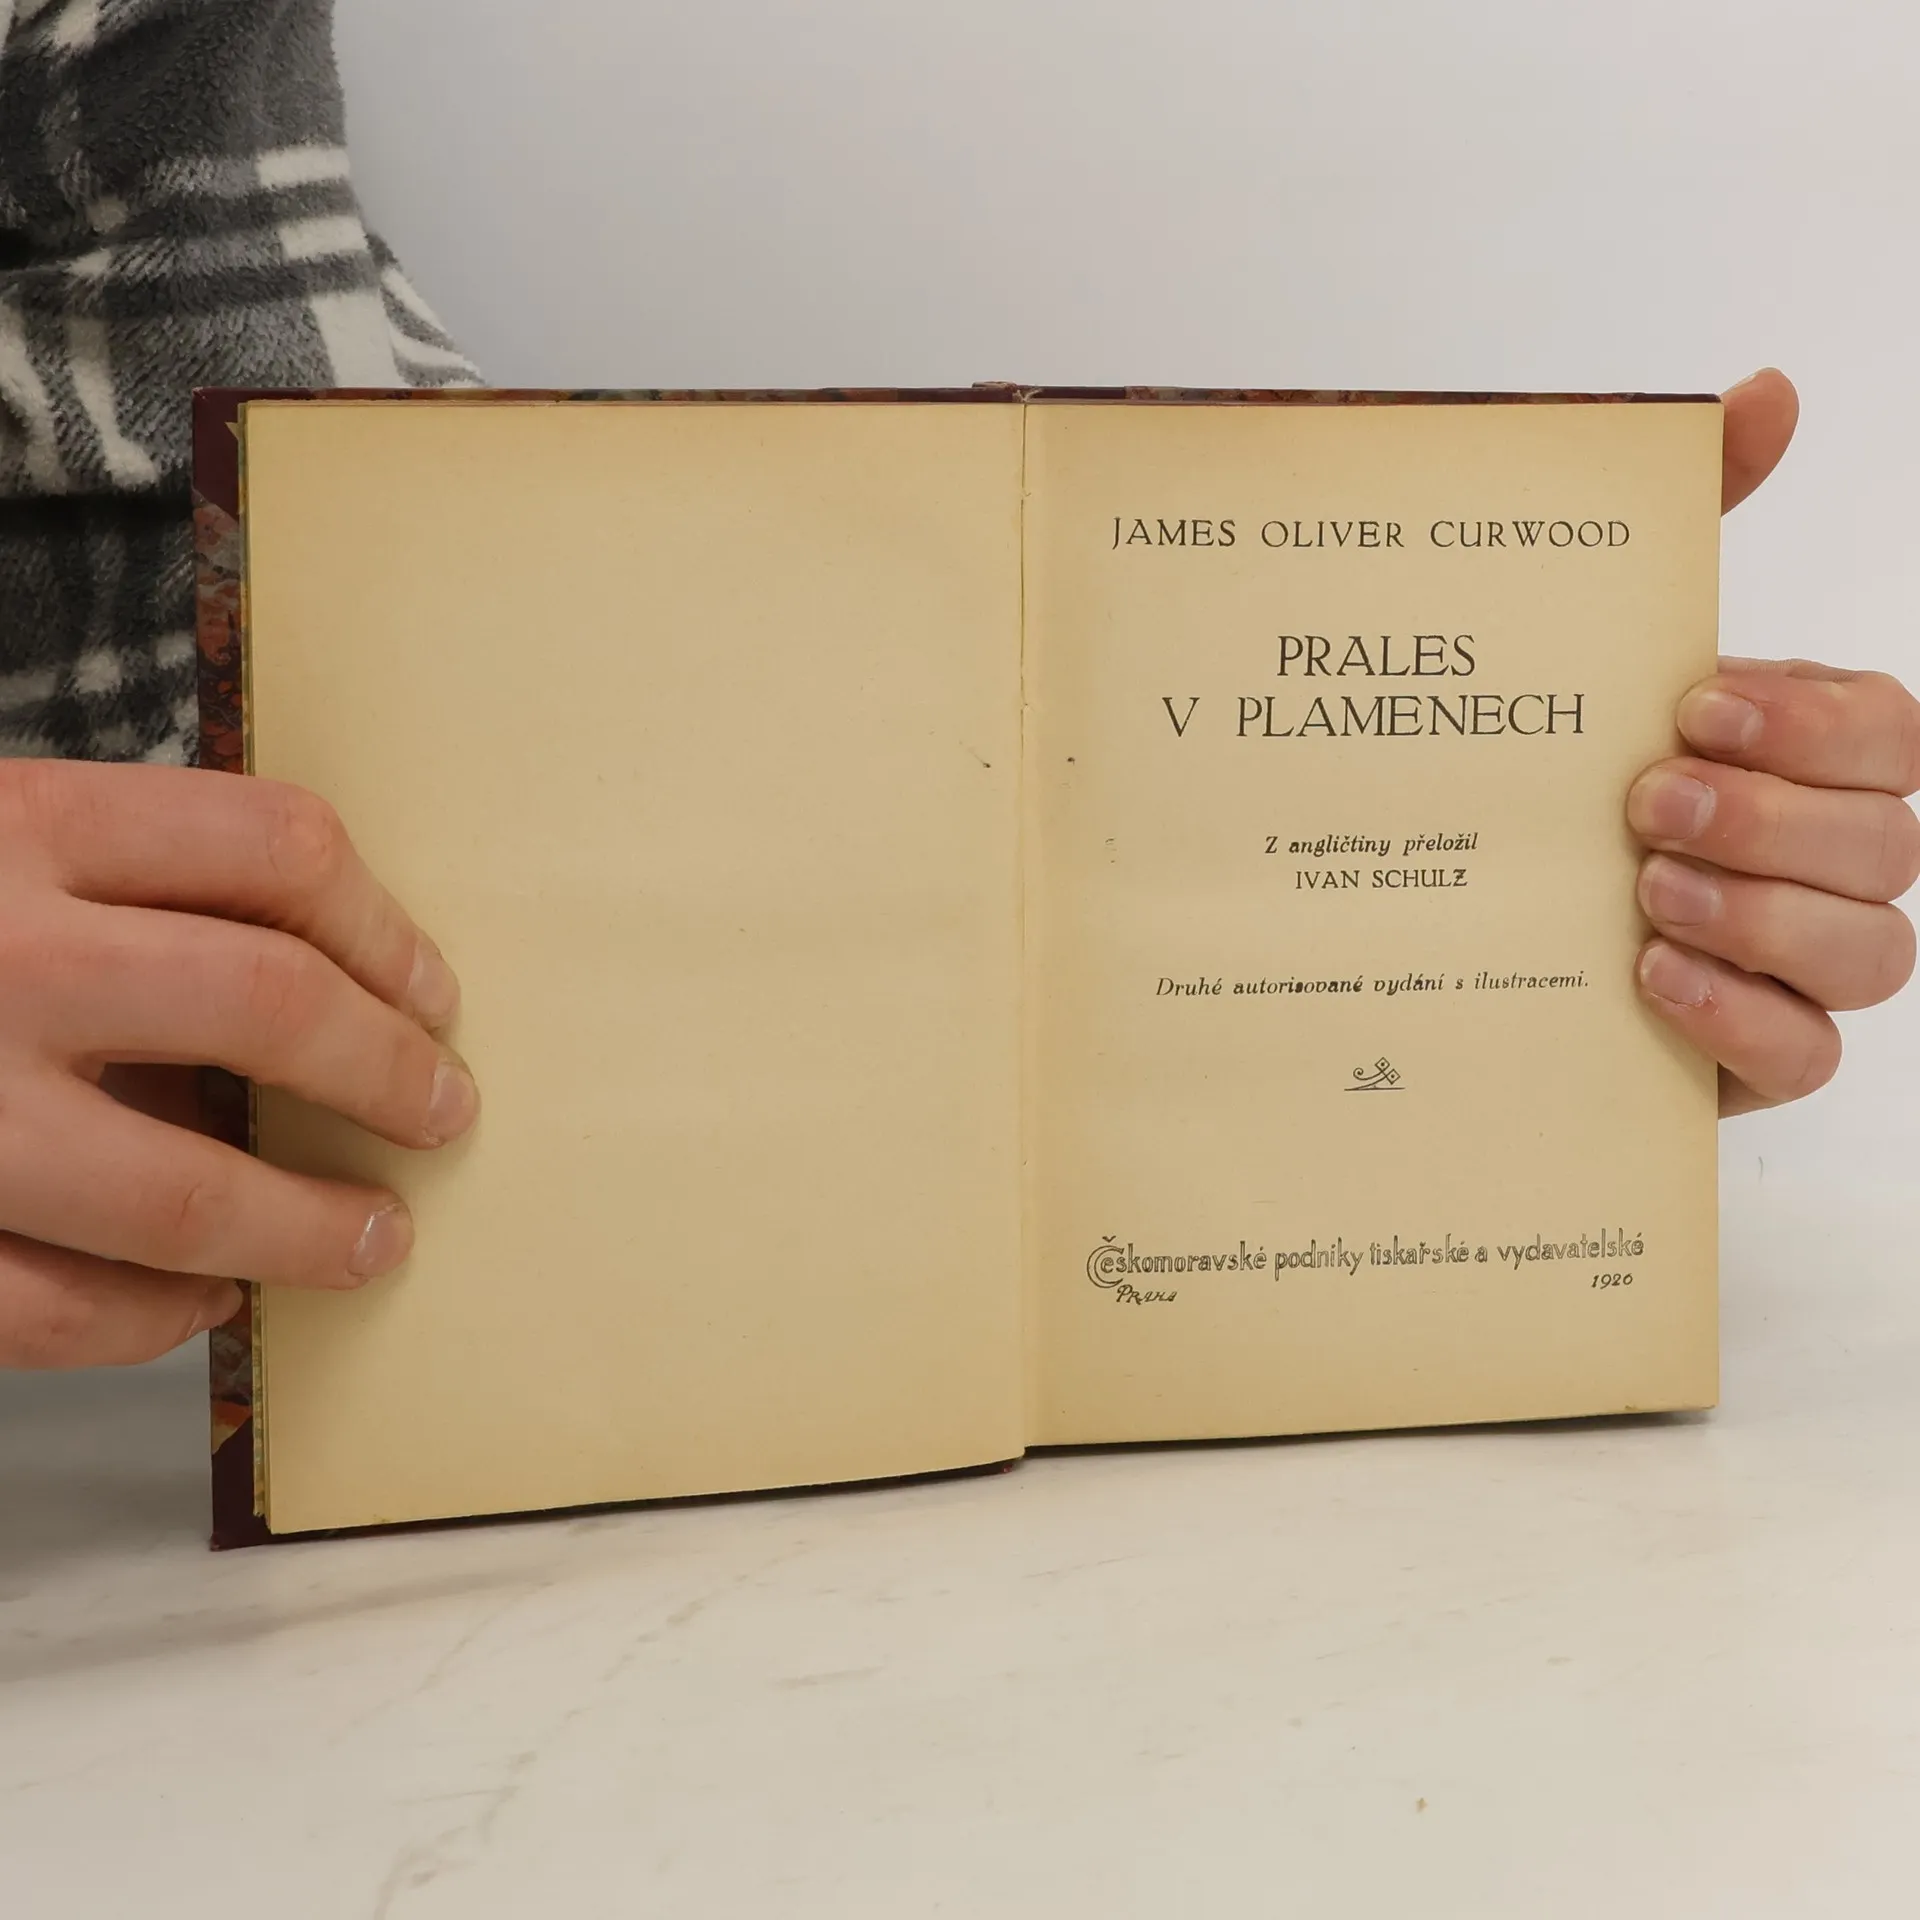 JAMES OLIVER CURWOOD
PRALES
V PLAMENECH
Z angličtiny přeložil
IVAN SCHULZ
Druhé autorisované vydání s ilustracemi.
Českomoravské podniky tiskařské a vydavatelské
PRAHA 1926